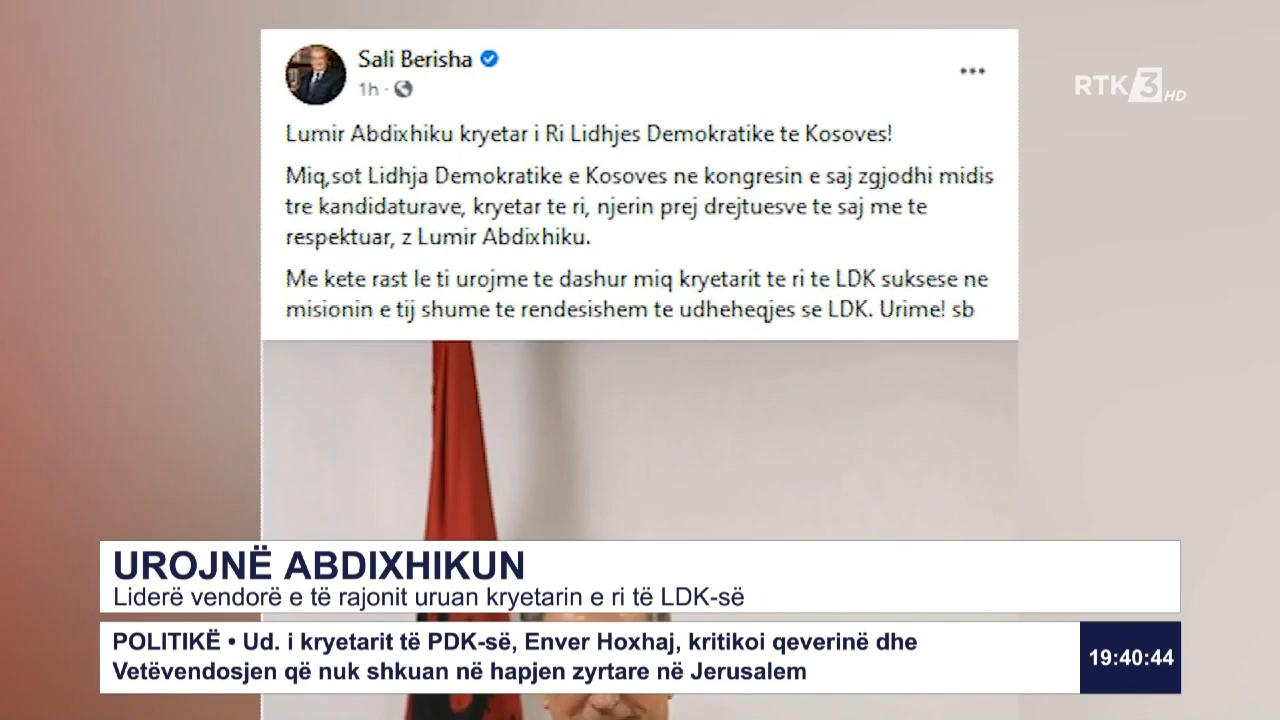 Sali Berisha
1h
RTK 3 HD
Lumir Abdixhiku kryetar i Ri Lidhjes Demokratike te Kosoves!
Miq,sot Lidhja Demokratike e Kosoves ne kongresin e saj zgjodhi midis
tre kandidaturave, kryetar te ri, njerin prej drejtuesve te saj me te
respektuar, z Lumir Abdixhiku.
Me kete rast le ti urojme te dashur miq kryetarit te ri te LDK suksese ne
misionin e tij shume te rendesishem te udheheqjes se LDK. Urime! sb
UROJNË ABDIXHIKUN
Liderë vendorë e të rajonit uruan kryetarin e ri të LDK-së
POLITIKË • Ud. i kryetarit të PDK-së, Enver Hoxhaj, kritikoi qeverinë dhe
Vetëvendosjen që nuk shkuan në hapjen zyrtare në Jerusalem
19:40:44